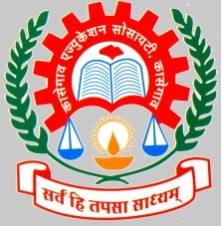 कासेगाव एज्युकेशन सोसायटी, कासेगाव
सर्वं हि तपसा साध्यम्